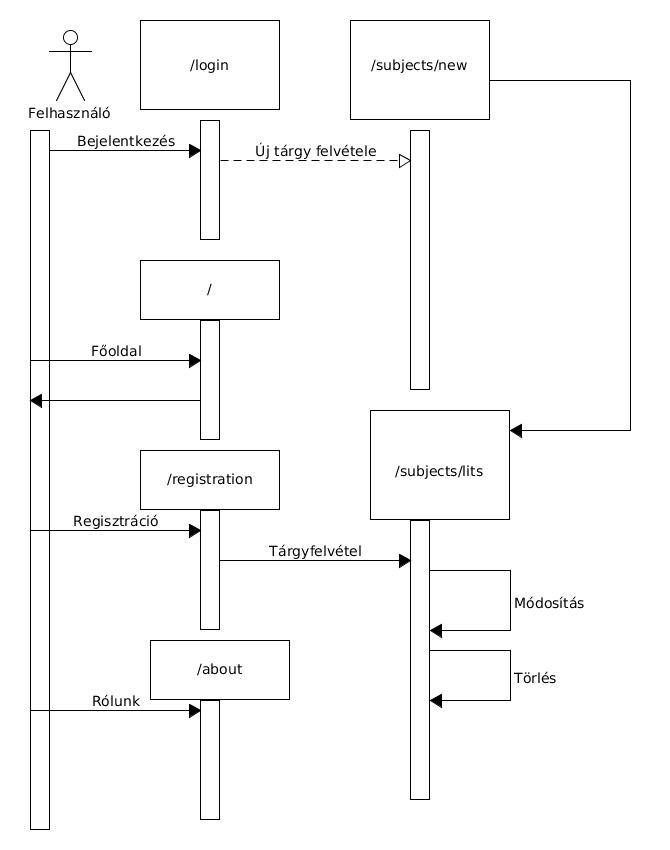 /login
/subjects/new
Felhasználó
Bejelentkezés
Új tárgy felvétele
/
Főoldal
/subjects/lits
/registration
Regisztráció
Tárgyfelvétel
Módosítás
/about
Törlés
Rólunk